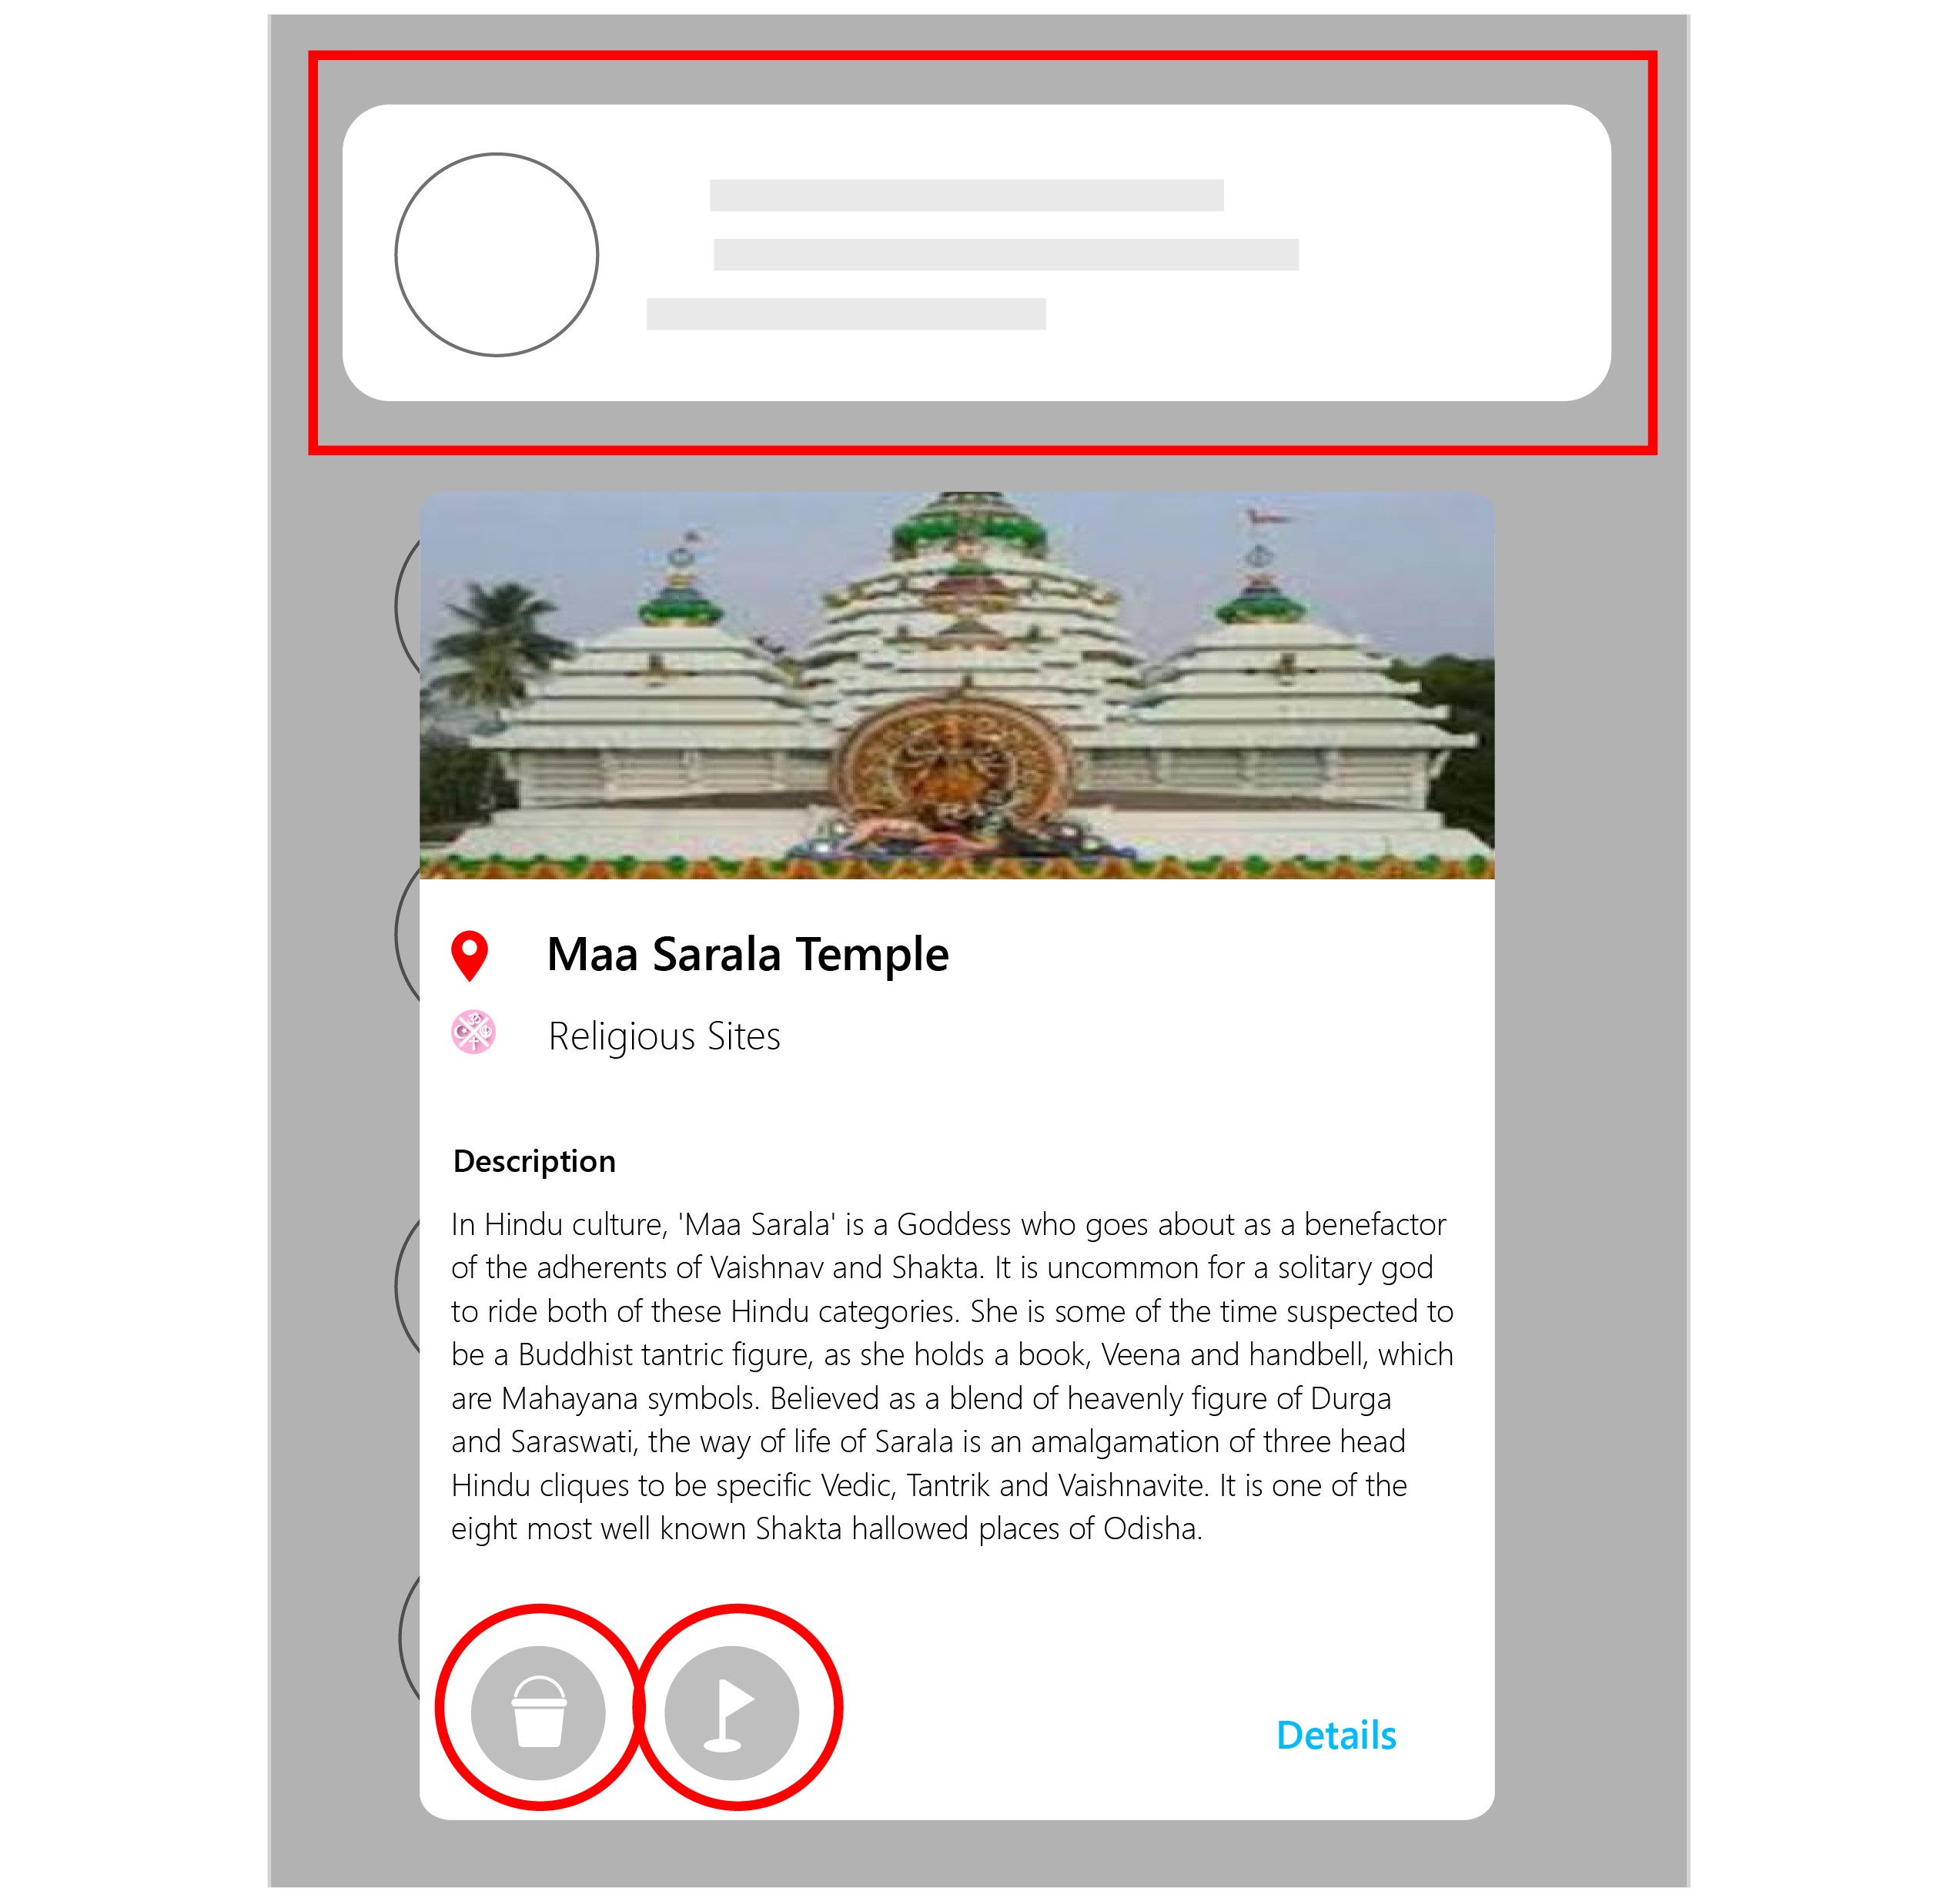 Maa Sarala Temple
Religious Sites
Description
In Hindu culture, 'Maa Sarala' is a Goddess who goes about as a benefactor
of the adherents of Vaishnav and Shakta. It is uncommon for a solitary god
to ride both of these Hindu categories. She is some of the time suspected to
be a Buddhist tantric figure, as she holds a book, Veena and handbell, which
are Mahayana symbols. Believed as a blend of heavenly figure of Durga
and Saraswati, the way of life of Sarala is an amalgamation of three head
Hindu cliques to be specific Vedic, Tantrik and Vaishnavite. It is one of the
eight most well known Shakta hallowed places of Odisha.
Details